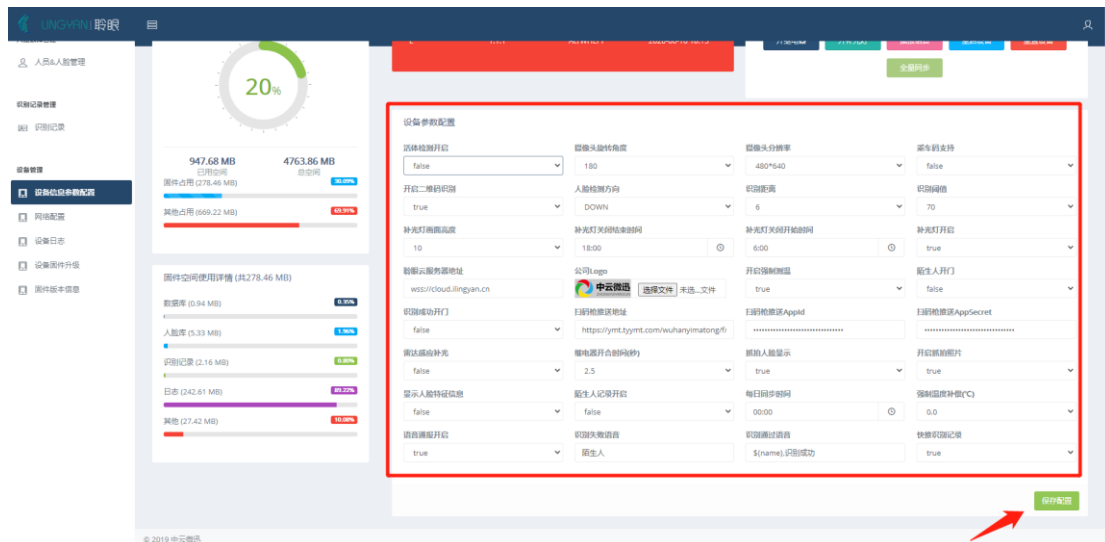 UNGYAN|聆眼
人员&人脸管理
识别记录管理
识别记录
设备管理
设备信息参数配置
网络配置
设备日志
设备固件升级
固件版本信息
20%
947.68 MB 4763.86 MB
已用空间 总空间
固件占用 (278.46 MB) 30.09%
其他占用 (669.22 MB) 69.91%
固件空间使用详情 (共278.46 MB)
数据库 (0.94 MB) 0.35%
人脸库 (5.33 MB) 1.96%
识别记录 (2.16 MB) 0.80%
日志 (242.61 MB) 89.22%
其他 (27.42 MB) 10.08%
全量同步
设备参数配置
活体检测开启 摄像头旋转角度 摄像头分辨率 乘车码支持
false 180 480*640 false
开启二维码识别 人脸检测方向 识别距离 识别阈值
true DOWN 6 70
补光灯画面高度 补光灯关闭结束时间 补光灯关闭开始时间 补光灯开启
10 18:00 6:00 true
聆眼云服务器地址 公司Logo 开启强制测温 陌生人开门
wss://cloud.ilingyan.cn 中云微迅 选择文件 未选...文件 true false
识别成功开门 扫码枪推送地址 扫码枪推送AppId 扫码枪推送AppSecret
false https://ymt.tyymt.com/wuhanyimatong/f
雷达感应补光 继电器开合时间(秒) 抓拍人脸显示 开启抓拍照片
false 2.5 true true
显示人脸特征信息 陌生人记录开启 每日同步时间 强制温度补偿(℃)
false false 00:00 0.0
语音播报开启 识别失败语音 识别通过语音 快推识别记录
true 陌生人 ${name},识别成功 true
保存配置
© 2019 中云微迅